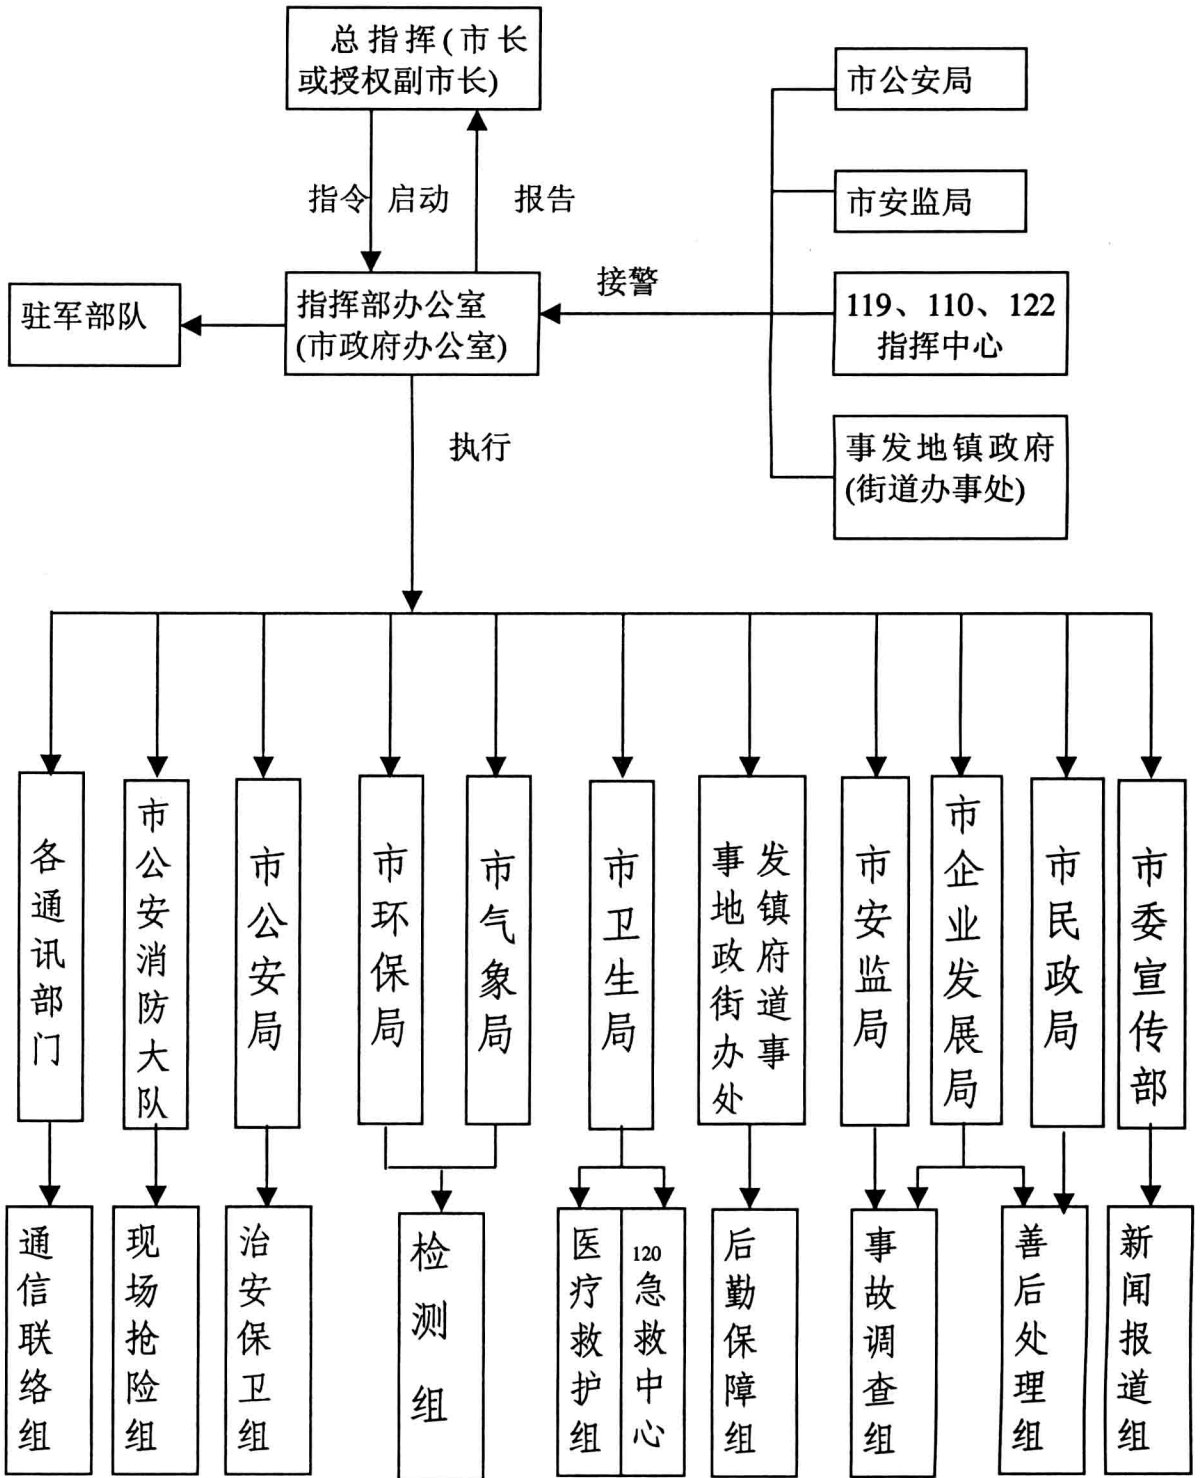 总指挥(市长
或授权副市长)
市公安局
指令
启动
报告
市安监局
驻军部队
指挥部办公室
(市政府办公室)
接警
119、110、122
指挥中心
执行
事发地镇政府
(街道办事处)
各通讯部门
市公安消防大队
市公安局
市环保局
市气象局
市卫生局
事发
地镇
政府
街道
办事
处
市安监局
市企业发展局
市民政局
市委宣传部
通信联络组
现场抢险组
治安保卫组
检测组
医疗救护组
120
急救中心
后勤保障组
事故调查组
善后处理组
新闻报道组